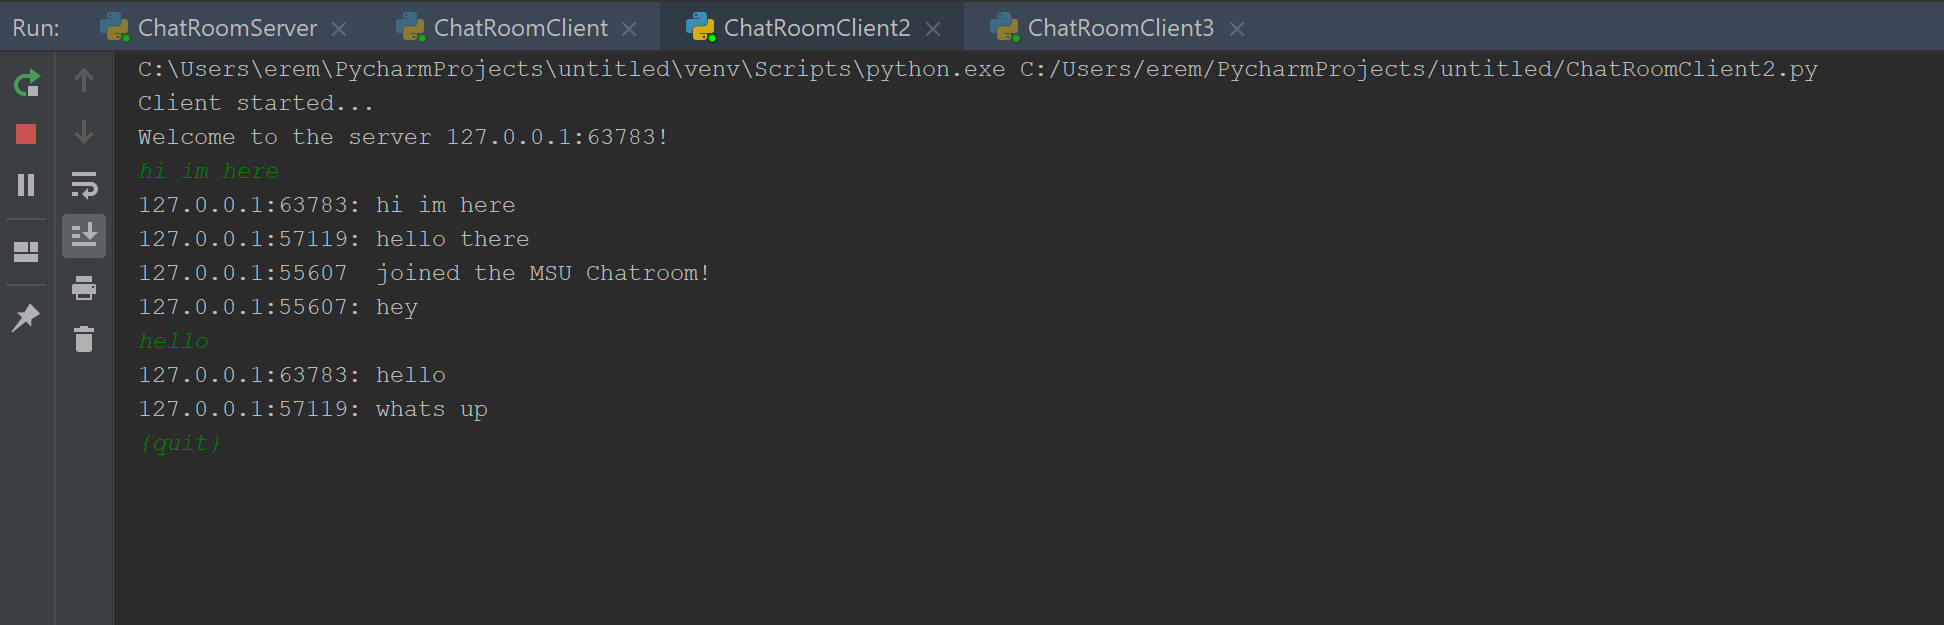 Run: ChatRoomServer ChatRoomClient ChatRoomClient2 ChatRoomClient3
C:\Users\erem\PycharmProjects\untitled\venv\Scripts\python.exe C:/Users/erem/PycharmProjects/untitled/ChatRoomClient2.py
Client started...
Welcome to the server 127.0.0.1:63783!
hi im here
127.0.0.1:63783: hi im here
127.0.0.1:57119: hello there
127.0.0.1:55607  joined the MSU Chatroom!
127.0.0.1:55607: hey
hello
127.0.0.1:63783: hello
127.0.0.1:57119: whats up
{quit}